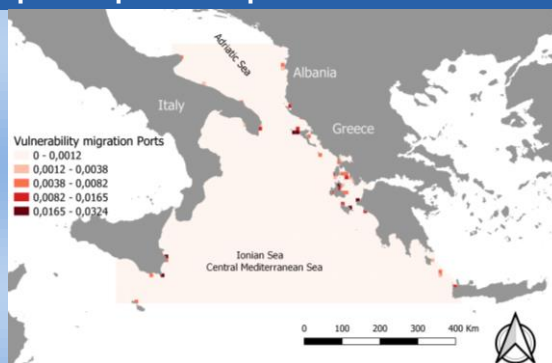 Adriatic Sea
Albania
Italy
Greece
Vulnerability migration Ports
0 - 0,0012
0,0012 - 0,0038
0,0038 - 0,0082
0,0082 - 0,0165
0,0165 - 0,0324
Ionian Sea
Central Mediterranean Sea
0 100 200 300 400 Km